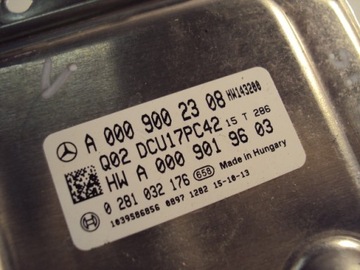 A 000 900 23 08 HW143200
Q02 DCU17PC42 15 T 286
HW A 000 901 96 03
0 281 032 176 658 Made in Hungary
1039S86856 0897 1282 15-10-13